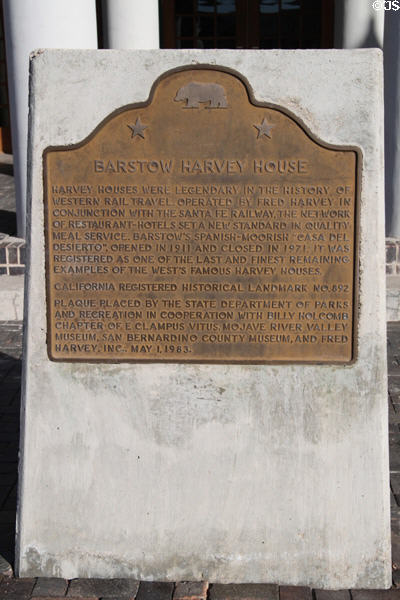 ©KJS
BARSTOW HARVEY HOUSE
HARVEY HOUSES WERE LEGENDARY IN THE HISTORY OF
WESTERN RAIL TRAVEL. OPERATED BY FRED HARVEY IN
CONJUNCTION WITH THE SANTA FE RAILWAY, THE NETWORK
OF RESTAURANT-HOTELS SET A NEW STANDARD IN QUALITY
MEAL SERVICE. BARSTOW'S SPANISH-MOORISH "CASA DEL
DESIERTO", OPENED IN 1911 AND CLOSED IN 1971. IT WAS
REGISTERED AS ONE OF THE LAST AND FINEST REMAINING
EXAMPLES OF THE WEST'S FAMOUS HARVEY HOUSES.
CALIFORNIA REGISTERED HISTORICAL LANDMARK NO.892
PLAQUE PLACED BY THE STATE DEPARTMENT OF PARKS
AND RECREATION IN COOPERATION WITH BILLY HOLCOMB
CHAPTER OF E. CLAMPUS VITUS, MOJAVE RIVER VALLEY
MUSEUM, SAN BERNARDINO COUNTY MUSEUM, AND FRED
HARVEY, INC., MAY 1, 1983.